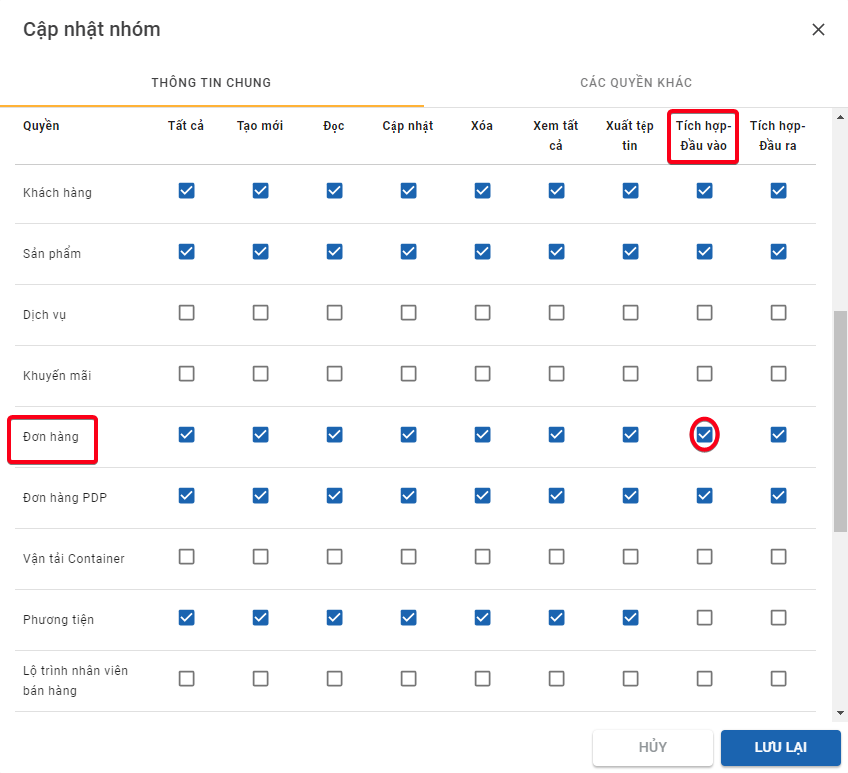 Cập nhật nhóm
THÔNG TIN CHUNG
CÁC QUYỀN KHÁC
Quyền
Tất cả
Tạo mới
Đọc
Cập nhật
Xóa
Xem tất
cả
Xuất tệp
tin
Tích hợp-
Đầu vào
Tích hợp-
Đầu ra
Khách hàng
Sản phẩm
Dịch vụ
Khuyến mãi
Đơn hàng
Đơn hàng PDP
Vận tải Container
Phương tiện
Lộ trình nhân viên
bán hàng
HỦY
LƯU LẠI